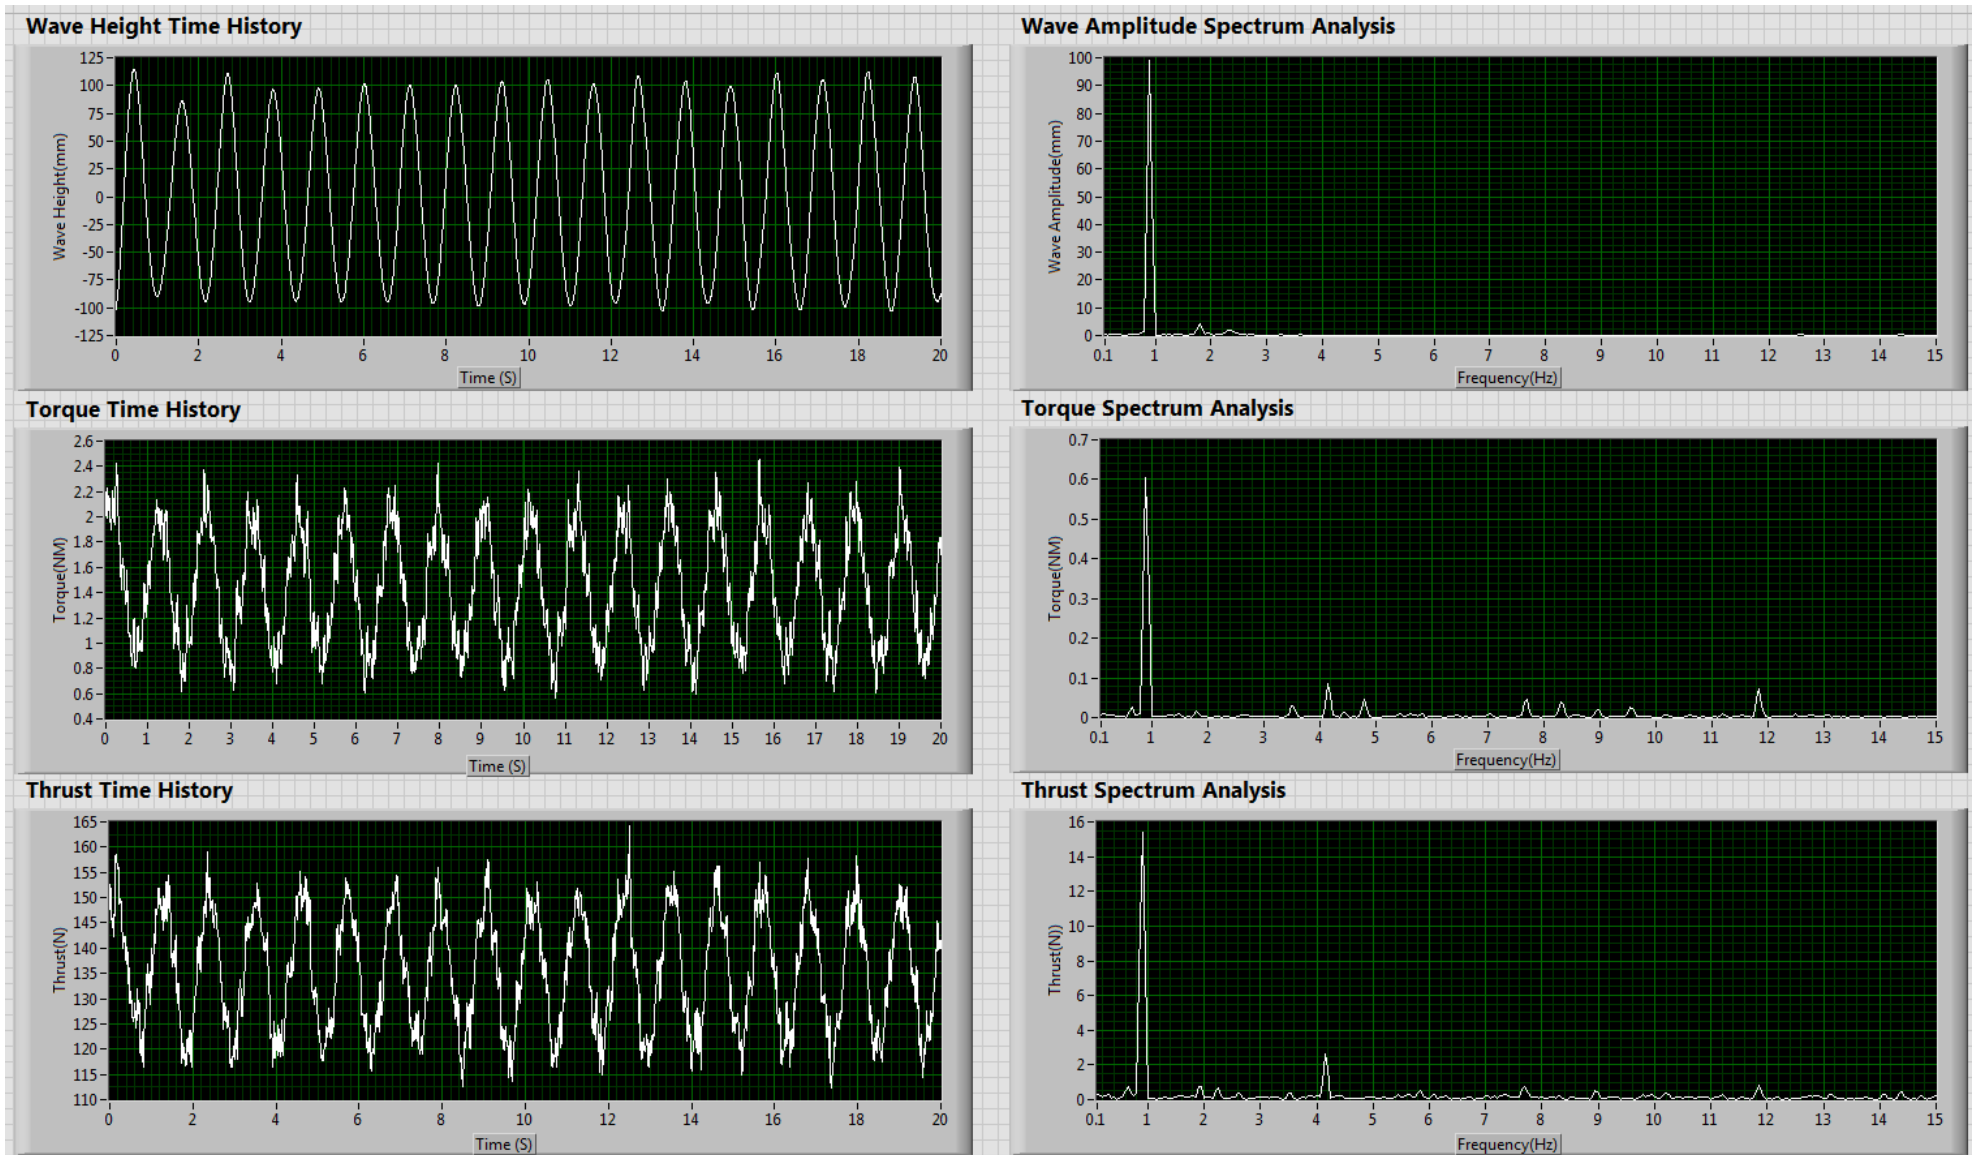 Wave Height Time History
125
100
75
50
25
0
-25
-50
-75
-100
-125
Wave Height(mm)
0 2 4 6 8 10 12 14 16 18 20
Time (S)
Wave Amplitude Spectrum Analysis
100
90
80
70
60
50
40
30
20
10
0
Wave Amplitude(mm)
0.1 1 2 3 4 5 6 7 8 9 10 11 12 13 14 15
Frequency(Hz)
Torque Time History
2.6
2.4
2.2
2
1.8
1.6
1.4
1.2
1
0.8
0.6
0.4
Torque(NM)
0 1 2 3 4 5 6 7 8 9 10 11 12 13 14 15 16 17 18 19 20
Time (S)
Torque Spectrum Analysis
0.7
0.6
0.5
0.4
0.3
0.2
0.1
0
Torque(NM)
0.1 1 2 3 4 5 6 7 8 9 10 11 12 13 14 15
Frequency(Hz)
Thrust Time History
165
160
155
150
145
140
135
130
125
120
115
110
Thrust(N)
0 2 4 6 8 10 12 14 16 18 20
Time (S)
Thrust Spectrum Analysis
16
14
12
10
8
6
4
2
0
Thrust(N))
0.1 1 2 3 4 5 6 7 8 9 10 11 12 13 14 15
Frequency(Hz)